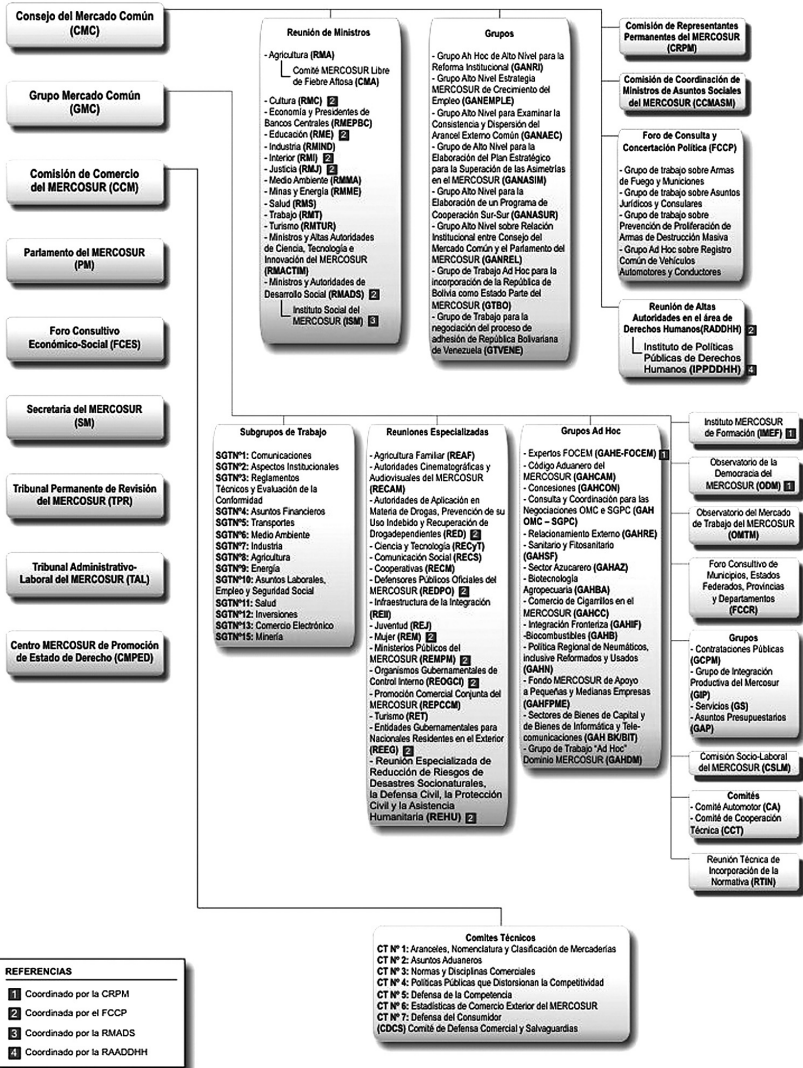 Consejo del Mercado Común
(CMC)
Grupo Mercado Común
(GMC)
Comisión de Comercio
del MERCOSUR (CCM)
Parlamento del MERCOSUR
(PM)
Foro Consultivo
Económico-Social (FCES)
Secretaria del MERCOSUR
(SM)
Tribunal Permanente de Revisión
del MERCOSUR (TPR)
Tribunal Administrativo-
Laboral del MERCOSUR (TAL)
Centro MERCOSUR de Promoción
de Estado de Derecho (CMPED)
Reunión de Ministros
- Agricultura (RMA)
Comité MERCOSUR Libre
de Fiebre Aftosa (CMA)
- Cultura (RMC) 2
- Economía y Presidentes de
Bancos Centrales (RMEPBC)
- Educación (RME) 2
- Industria (RMIND)
- Interior (RMI) 2
- Justicia (RMJ) 2
- Medio Ambiente (RMMA)
- Minas y Energía (RMME)
- Salud (RMS)
- Trabajo (RMT)
- Turismo (RMTUR)
- Ministros y Altas Autoridades
de Ciencia, Tecnología e
Innovación del MERCOSUR
(RMACTIM)
- Ministros y Autoridades de
Desarrollo Social (RMADS) 2
Instituto Social del
MERCOSUR (ISM) 3
Grupos
- Grupo Ah Hoc de Alto Nivel para la
Reforma Institucional (GANRI)
- Grupo Alto Nivel Estrategia
MERCOSUR de Crecimiento del
Empleo (GANEMPLE)
- Grupo Alto Nivel para Examinar la
Consistencia y Dispersión del
Arancel Externo Común (GANAEC)
- Grupo de Alto Nivel para la
Elaboración del Plan Estratégico
para la Superación de las Asimetrías
en el MERCOSUR (GANASIM)
- Grupo Alto Nivel para la
Elaboración de un Programa de
Cooperación Sur-Sur (GANASUR)
- Grupo Alto Nivel sobre Relación
Institucional entre Consejo del
Mercado Común y el Parlamento del
MERCOSUR (GANREL)
- Grupo de Trabajo Ad Hoc para la
incorporación de la República de
Bolivia como Estado Parte del
MERCOSUR (GTBO)
- Grupo de Trabajo para la
negociación del proceso de
adhesión de República Bolivariana
de Venezuela (GTVENE)
Comisión de Representantes
Permanentes del MERCOSUR
(CRPM)
Comisión de Coordinación de
Ministros de Asuntos Sociales
del MERCOSUR (CCMASM)
Foro de Consulta y
Concertación Política (FCCP)
- Grupo de trabajo sobre Armas
de Fuego y Municiones
- Grupo de trabajo sobre Asuntos
Jurídicos y Consulares
- Grupo de trabajo sobre
Prevención de Proliferación de
Armas de Destrucción Masiva
- Grupo Ad Hoc sobre Registro
Común de Vehículos
Automotores y Conductores
Reunión de Altas
Autoridades en el área de
Derechos Humanos(RADDHH) 2
Instituto de Políticas
Públicas de Derechos
Humanos (IPPDDHH) 4
Subgrupos de Trabajo
SGTNº1: Comunicaciones
SGTNº2: Aspectos Institucionales
SGTNº3: Reglamentos
Técnicos y Evaluación de la
Conformidad
SGTNº4: Asuntos Financieros
SGTNº5: Transportes
SGTNº6: Medio Ambiente
SGTNº7: Industria
SGTNº8: Agricultura
SGTNº9: Energía
SGTNº10: Asuntos Laborales,
Empleo y Seguridad Social
SGTNº11: Salud
SGTNº12: Inversiones
SGTNº13: Comercio Electrónico
SGTNº15: Minería
Reuniones Especializadas
- Agricultura Familiar (REAF)
- Autoridades Cinematográficas y
Audiovisuales del MERCOSUR
(RECAM)
- Autoridades de Aplicación en
Materia de Drogas, Prevención de su
Uso Indebido y Recuperación de
Drogadependientes (RED) 2
- Ciencia y Tecnología (RECyT)
- Comunicación Social (RECS)
- Cooperativas (RECM)
- Defensores Públicos Oficiales del
MERCOSUR (REDPO) 2
- Infraestructura de la Integración
(REII)
- Juventud (REJ)
- Mujer (REM) 2
- Ministerios Públicos del
MERCOSUR (REMPM) 2
- Organismos Gubernamentales de
Control Interno (REOGCI) 2
- Promoción Comercial Conjunta del
MERCOSUR (REPCCM)
- Turismo (RET)
- Entidades Gubernamentales para
Nacionales Residentes en el Exterior
(REEG) 2
- Reunión Especializada de
Reducción de Riesgos de
Desastres Socionaturales,
la Defensa Civil, la Protección
Civil y la Asistencia
Humanitaria (REHU) 2
Grupos Ad Hoc
- Expertos FOCEM (GAHE-FOCEM) 1
- Código Aduanero del
MERCOSUR (GAHCAM)
- Concesiones (GAHCON)
- Consulta y Coordinación para las
Negociaciones OMC e SGPC (GAH
OMC – SGPC)
- Relacionamiento Externo (GAHRE)
- Sanitario y Fitosanitario
(GAHSF)
- Sector Azucarero (GAHAZ)
- Biotecnología
Agropecuaria (GAHBA)
- Comercio de Cigarrillos en el
MERCOSUR (GAHCC)
- Integración Fronteriza (GAHIF)
-Biocombustibles (GAHB)
- Política Regional de Neumáticos,
inclusive Reformados y Usados
(GAHN)
- Fondo MERCOSUR de Apoyo
a Pequeñas y Medianas Empresas
(GAHFPME)
- Sectores de Bienes de Capital y
de Bienes de Informática y Tele-
comunicaciones (GAH BK/BIT)
- Grupo de Trabajo “Ad Hoc”
Dominio MERCOSUR (GAHDM)
Instituto MERCOSUR
de Formación (IMEF) 1
Observatorio de la
Democracia del
MERCOSUR (ODM) 1
Observatorio del Mercado
de Trabajo del MERCOSUR
(OMTM)
Foro Consultivo de
Municipios, Estados
Federados, Provincias
y Departamentos
(FCCR)
Grupos
- Contrataciones Públicas
(GCPM)
- Grupo de Integración
Productiva del Mercosur
(GIP)
- Servicios (GS)
- Asuntos Presupuestarios
(GAP)
Comisión Socio-Laboral
del MERCOSUR (CSLM)
Comités
- Comité Automotor (CA)
- Comité de Cooperación
Técnica (CCT)
Reunión Técnica de
Incorporación de la
Normativa (RTIN)
Comites Técnicos
CT Nº 1: Aranceles, Nomenclatura y Clasificación de Mercaderías
CT Nº 2: Asuntos Aduaneros
CT Nº 3: Normas y Disciplinas Comerciales
CT Nº 4: Políticas Públicas que Distorsionan la Competitividad
CT Nº 5: Defensa de la Competencia
CT Nº 6: Estadísticas de Comercio Exterior del MERCOSUR
CT Nº 7: Defensa del Consumidor
(CDCS) Comité de Defensa Comercial y Salvaguardias
REFERENCIAS
1 Coordinado por la CRPM
2 Coordinada por el FCCP
3 Coordinado por la RMADS
4 Coordinado por la RAADDHH